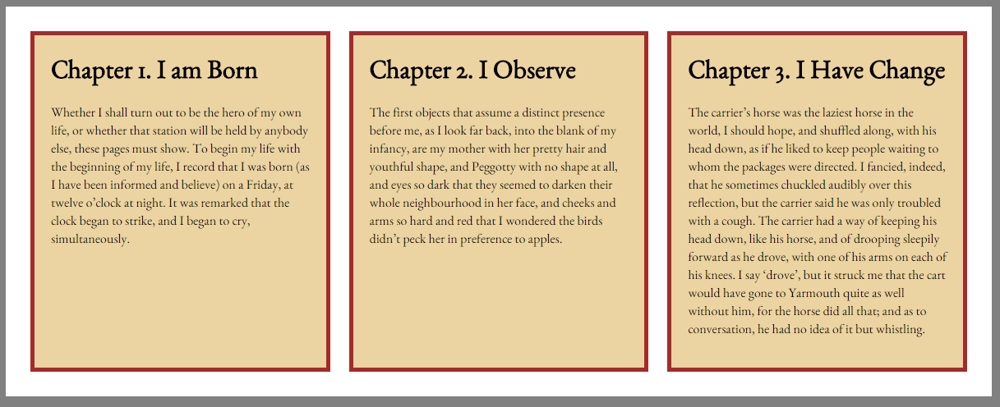 Chapter 1. I am Born
Whether I shall turn out to be the hero of my own
life, or whether that station will be held by anybody
else, these pages must show. To begin my life with
the beginning of my life, I record that I was born (as
I have been informed and believe) on a Friday, at
twelve o’clock at night. It was remarked that the
clock began to strike, and I began to cry,
simultaneously.
Chapter 2. I Observe
The first objects that assume a distinct presence
before me, as I look far back, into the blank of my
infancy, are my mother with her pretty hair and
youthful shape, and Peggotty with no shape at all,
and eyes so dark that they seemed to darken their
whole neighbourhood in her face, and cheeks and
arms so hard and red that I wondered the birds
didn’t peck her in preference to apples.
Chapter 3. I Have Change
The carrier’s horse was the laziest horse in the
world, I should hope, and shuffled along, with his
head down, as if he liked to keep people waiting to
whom the packages were directed. I fancied, indeed,
that he sometimes chuckled audibly over this
reflection, but the carrier said he was only troubled
with a cough. The carrier had a way of keeping his
head down, like his horse, and of drooping sleepily
forward as he drove, with one of his arms on each of
his knees. I say ‘drove’, but it struck me that the cart
would have gone to Yarmouth quite as well
without him, for the horse did all that; and as to
conversation, he had no idea of it but whistling.